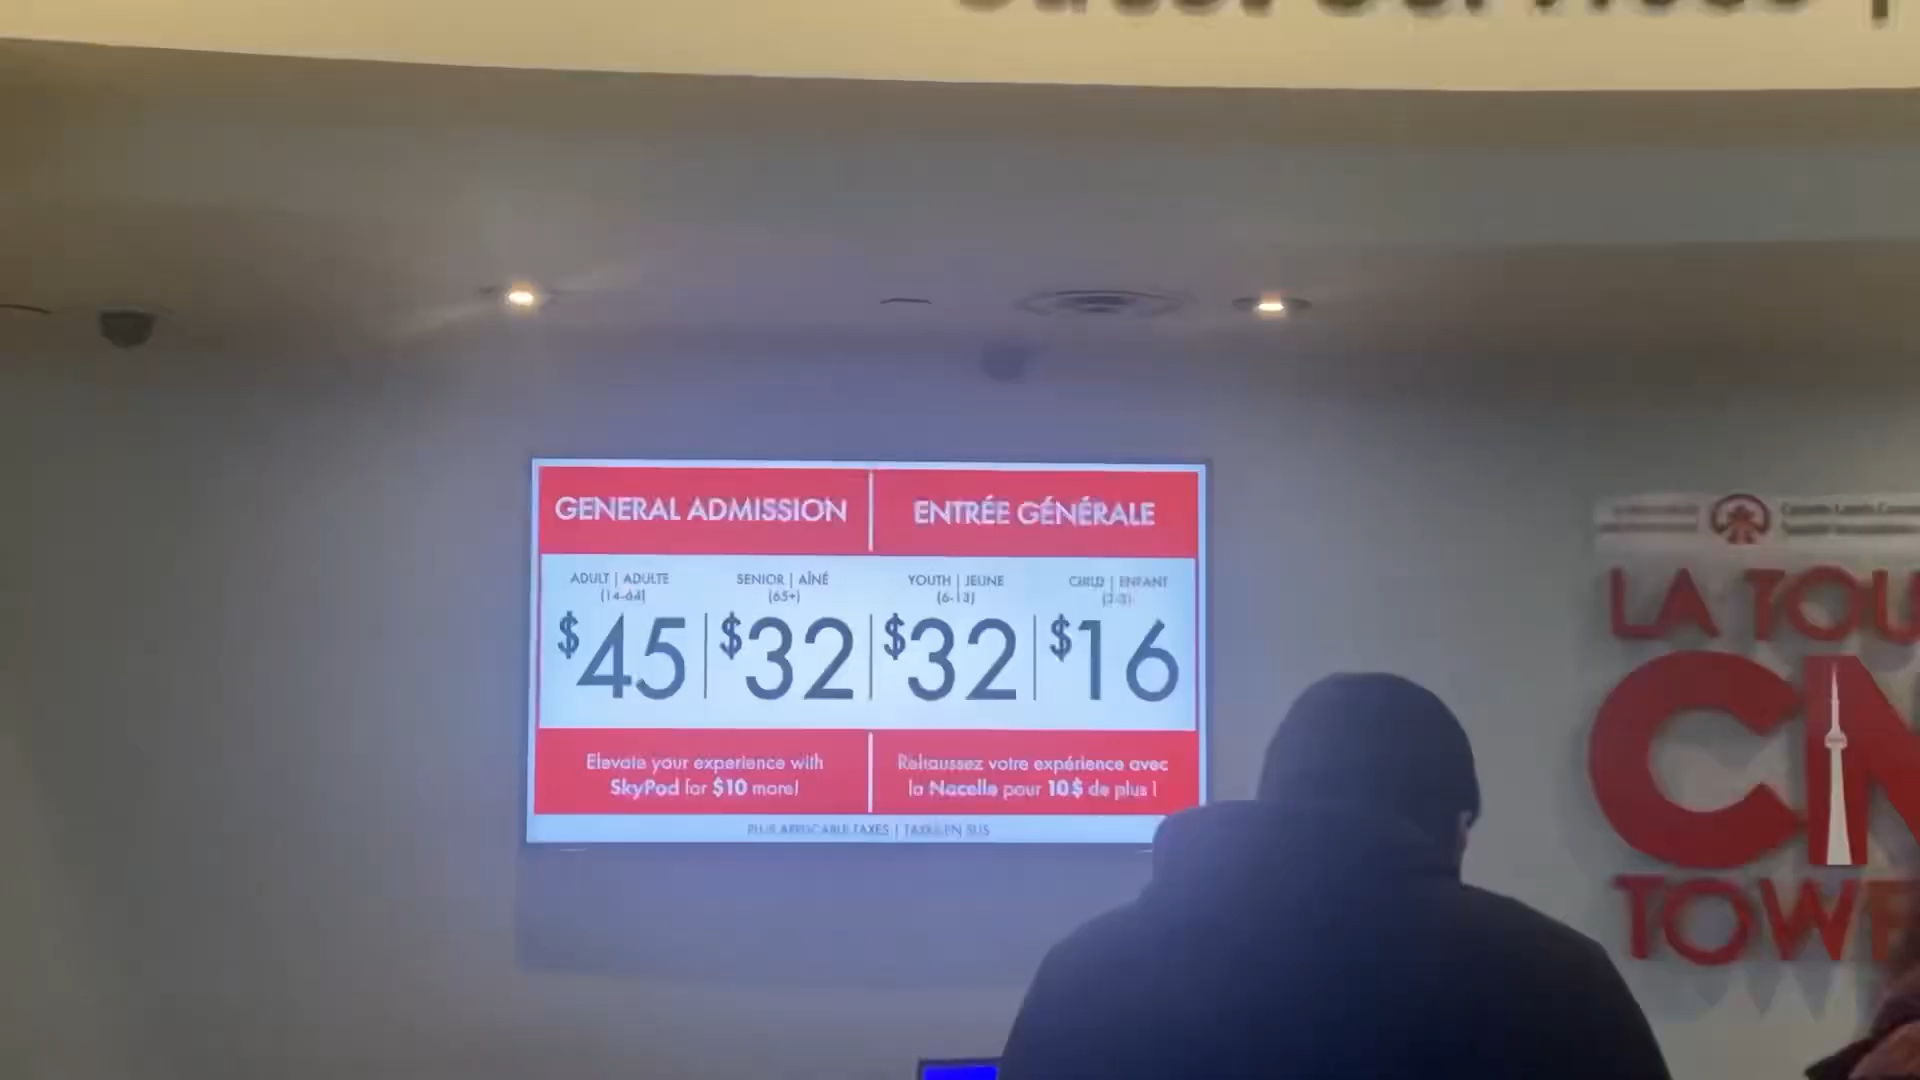 GENERAL ADMISSION
ENTRÉE GÉNÉRALE
ADULT | ADULTE
(14-64)
$45
SENIOR | AÎNÉ
(65+)
$32
YOUTH | JEUNE
(6-13)
$32
CHILD | ENFANT
$16
Elevate your experience with
SkyPod for $10 more!
Rehaussez votre expérience avec
la Nacelle pour 10$ de plus !
PLUS APPLICABLE TAXES | TAXES EN SUS
LA TOU
CN
TOWE